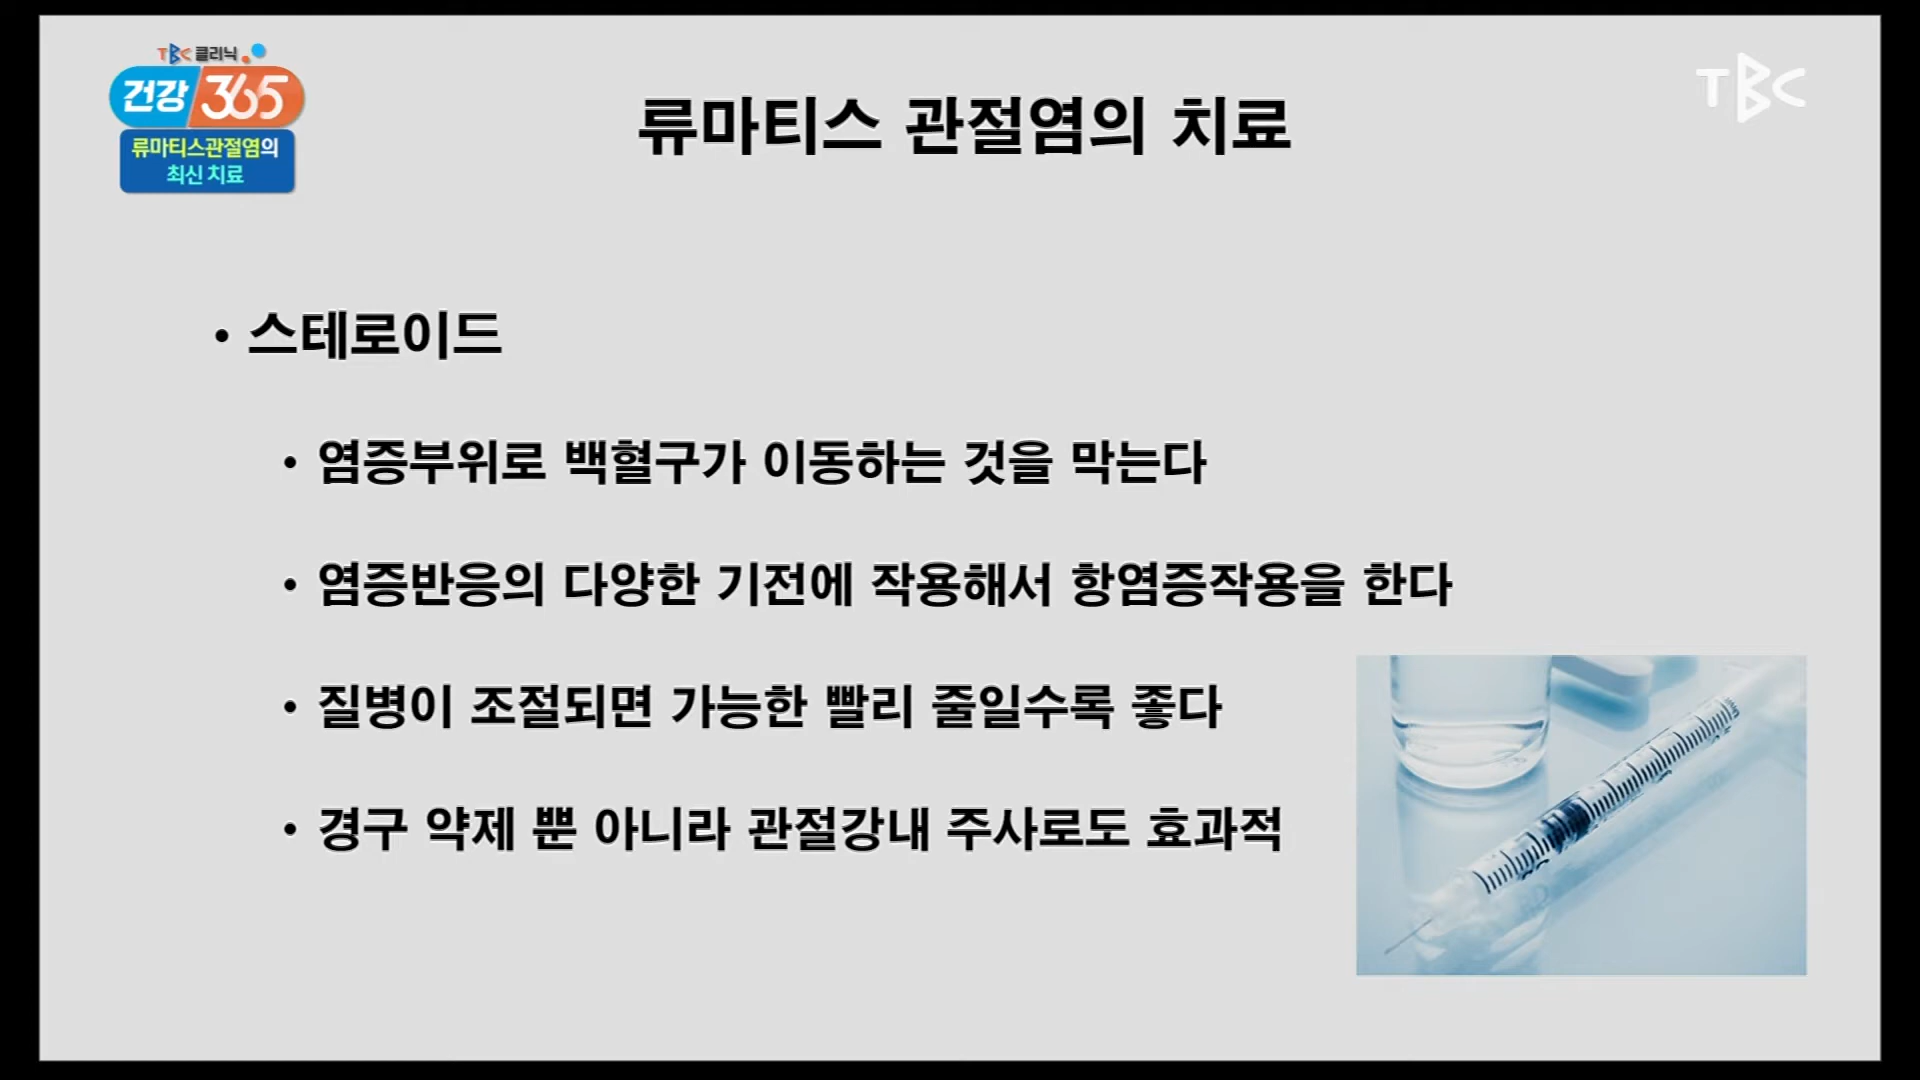 TBC 클리닉
건강 365
류마티스관절염의
최신 치료
TBC
류마티스 관절염의 치료
• 스테로이드
• 염증부위로 백혈구가 이동하는 것을 막는다
• 염증반응의 다양한 기전에 작용해서 항염증작용을 한다
• 질병이 조절되면 가능한 빨리 줄일수록 좋다
• 경구 약제 뿐 아니라 관절강내 주사로도 효과적